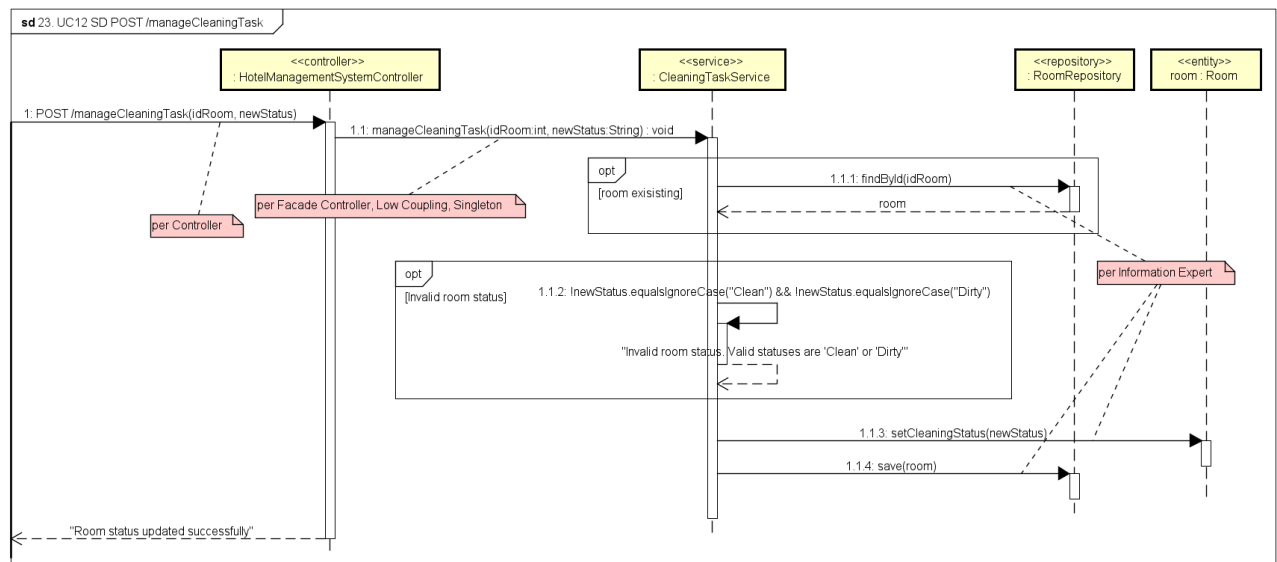 sd 23. UC12 SD POST /manageCleaningTask
<<controller>>
: HotelManagementSystemController
<<service>>
: CleaningTaskService
<<repository>>
: RoomRepository
<<entity>>
room : Room
1: POST /manageCleaningTask(idRoom, newStatus)
1.1: manageCleaningTask(idRoom:int, newStatus:String) : void
opt
[room exisisting]
1.1.1: findById(idRoom)
room
per Controller
per Facade Controller, Low Coupling, Singleton
per Information Expert
opt
[Invalid room status]
1.1.2: !newStatus.equalsIgnoreCase("Clean") && !newStatus.equalsIgnoreCase("Dirty")
"Invalid room status. Valid statuses are 'Clean' or 'Dirty'"
1.1.3: setCleaningStatus(newStatus)
1.1.4: save(room)
"Room status updated successfully"